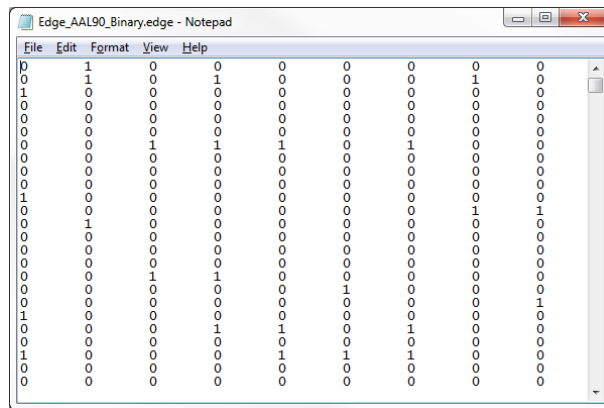 Edge_AAL90_Binary.edge - Notepad
File Edit Format View Help
0 1 0 0 0 0 0 0 0
0 1 0 1 0 0 0 1 0
1 0 0 0 0 0 0 0 0
0 0 0 0 0 0 0 0 0
0 0 0 0 0 0 0 0 0
0 0 0 0 0 0 0 0 0
0 0 1 1 1 0 1 0 0
0 0 0 0 0 0 0 0 0
0 0 0 0 0 0 0 0 0
0 0 0 0 0 0 0 0 0
1 0 0 0 0 0 0 0 0
0 0 0 0 0 0 0 1 1
0 1 0 0 0 0 0 0 0
0 0 0 0 0 0 0 0 0
0 0 0 0 0 0 0 0 0
0 0 0 0 0 0 0 0 0
0 0 1 1 0 0 0 0 0
0 0 0 0 0 1 0 0 0
0 0 0 0 0 0 0 0 1
1 0 0 0 0 0 0 0 0
0 0 0 1 1 0 1 0 0
0 0 0 0 0 0 0 0 0
1 0 0 0 1 1 1 0 0
0 0 0 0 0 0 0 0 0
0 0 0 0 0 0 0 0 0